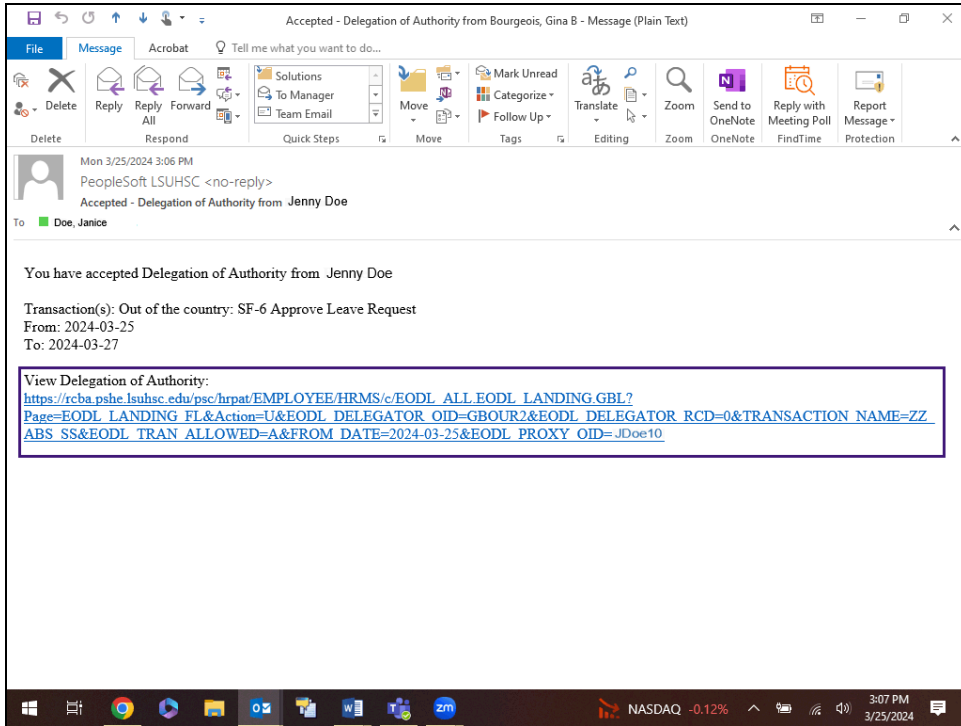 Accepted - Delegation of Authority from Bourgeois, Gina B - Message (Plain Text)
File Message Acrobat Tell me what you want to do...
Delete
Reply
Reply All
Forward
Solutions
To Manager
Team Email
Move
Mark Unread
Categorize
Follow Up
Translate
Zoom
Send to OneNote
Reply with Meeting Poll
Report Message
Delete Respond Quick Steps Move Tags Editing Zoom OneNote FindTime Protection
Mon 3/25/2024 3:06 PM
PeopleSoft LSUHSC <no-reply>
Accepted - Delegation of Authority from Jenny Doe
To Doe, Janice
You have accepted Delegation of Authority from Jenny Doe
Transaction(s): Out of the country: SF-6 Approve Leave Request
From: 2024-03-25
To: 2024-03-27
View Delegation of Authority:
https://rcba.pshe.lsuhsc.edu/psc/hrpat/EMPLOYEE/HRMS/c/EODL_ALL.EODL_LANDING.GBL?
Page=EODL_LANDING_FL&Action=U&EODL_DELEGATOR_OID=GBOUR2&EODL_DELEGATOR_RCD=0&TRANSACTION_NAME=ZZ_
ABS_SS&EODL_TRAN_ALLOWED=A&FROM_DATE=2024-03-25&EODL_PROXY_OID=JDoe10
NASDAQ -0.12%
3:07 PM
3/25/2024